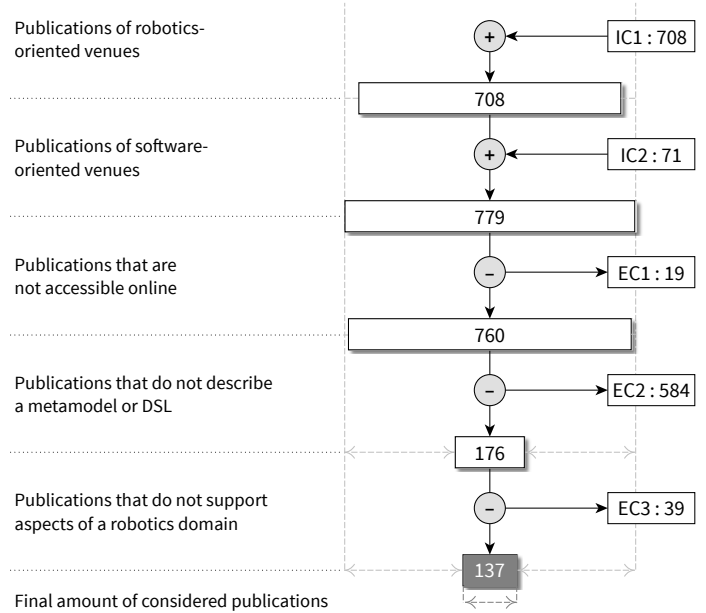 Publications of robotics-
oriented venues
+
IC1 : 708
708
Publications of software-
oriented venues
+
IC2 : 71
779
Publications that are
not accessible online
–
EC1 : 19
760
Publications that do not describe
a metamodel or DSL
–
EC2 : 584
176
Publications that do not support
aspects of a robotics domain
–
EC3 : 39
137
Final amount of considered publications